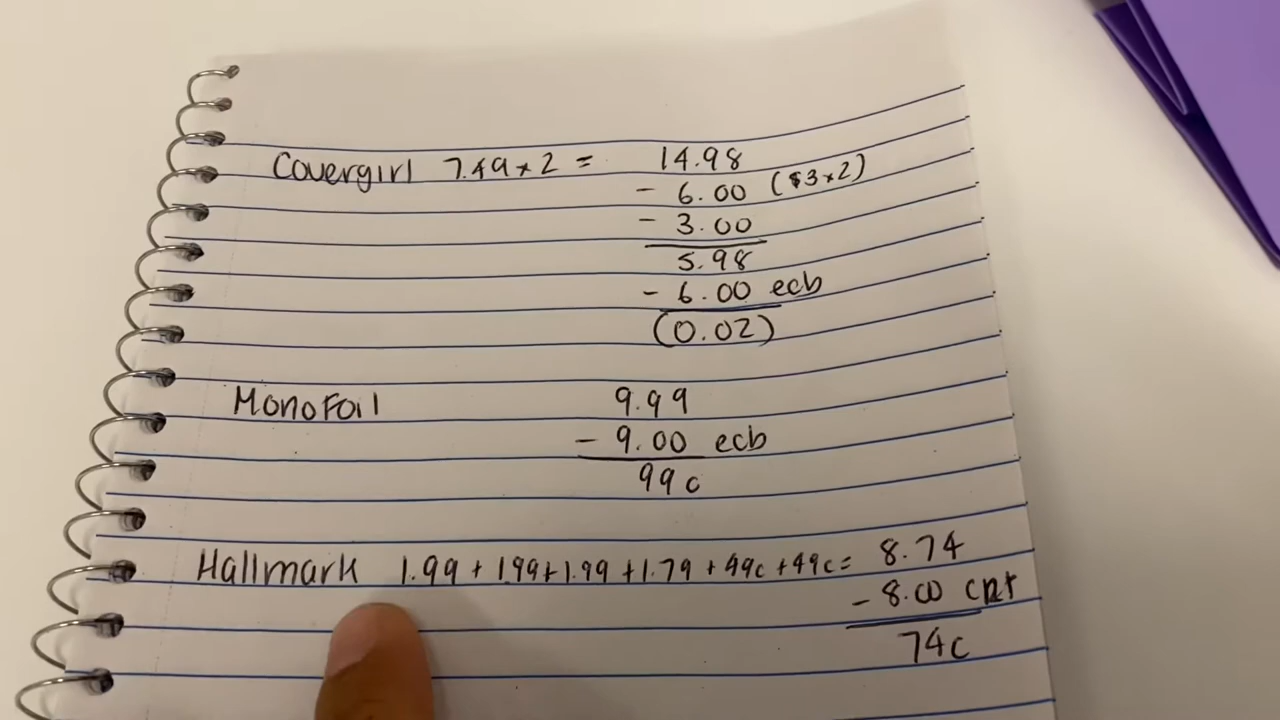 Covergirl 7.49 x 2 = 14.98
- 6.00 ($3 x 2)
- 3.00
5.98
- 6.00 ecb
(0.02)
Monofoil 9.99
- 9.00 ecb
99c
Hallmark 1.99 + 1.99 + 1.99 + 1.79 + 49c + 49c = 8.74
- 8.00 cpn
74c